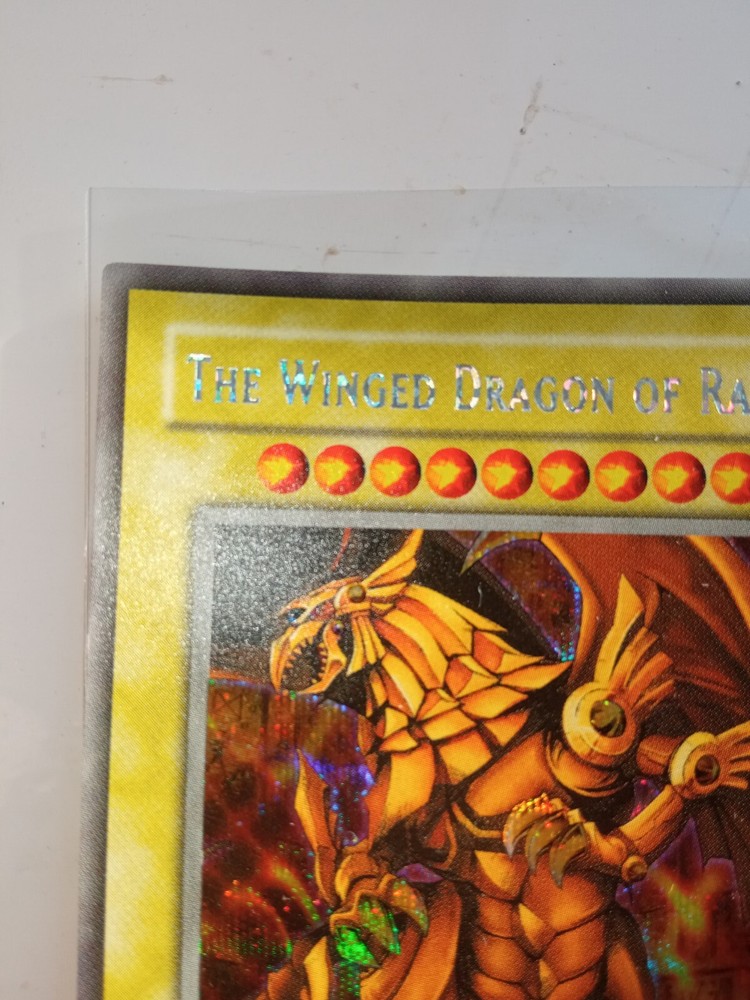 The Winged Dragon of Ra